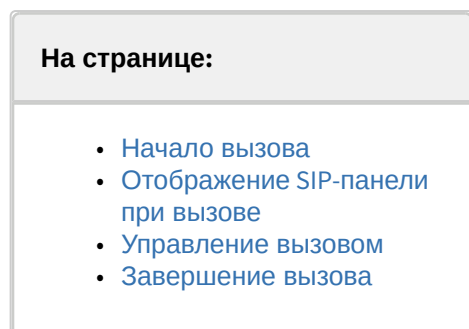 На странице:
• Начало вызова
• Отображение SIP-панели
при вызове
• Управление вызовом
• Завершение вызова